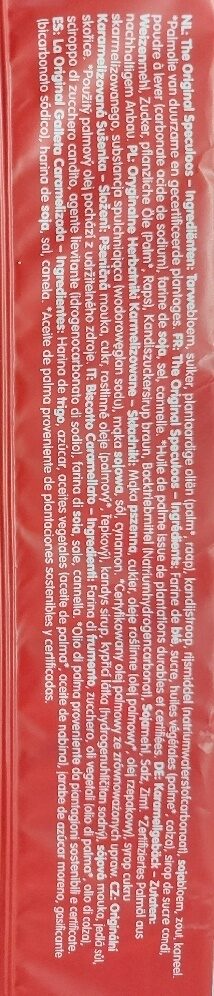 NL: The Original Speculoos – Ingrediënten: Tarwebloem, suiker, plantaardige oliën (palm*, raap), kandijstroop, rijsmiddel (natriumwaterstofcarbonaat), sojabloem, zout, kaneel.
*Palmolie van duurzame en gecertificeerde plantages. FR: The Original Speculoos – Ingrédients: Farine de blé, sucre, huiles végétales (palme*, colza), sirop de sucre candi,
poudre à lever (carbonate acide de sodium), farine de soja, sel, cannelle. *Huile de palme issue de plantations durables et certifiées. DE: Karamellgebäck – Zutaten:
Weizenmehl, Zucker, pflanzliche Öle (Palm*, Raps), Kandiszuckersirup braun, Backtriebmittel (Natriumhydrogencarbonat), Sojamehl, Salz, Zimt. *Zertifiziertes Palmöl aus
nachhaltigem Anbau. PL: Oryginalne Herbatniki Karmelizowane – Składniki: Mąka pszenna, cukier, oleje roślinne (olej palmowy*, olej rzepakowy), syrop cukru
skarmelizowanego, substancja spulchniająca (wodorowęglan sodu), mąka sojowa, sól, cynamon. *Certyfikowany olej palmowy ze zrównoważonych upraw. CZ: Originální
Karamelizovaná Sušenka – Složení: Pšeničná mouka, cukr, rostlinné oleje (palmový*, řepkový), kandys sirup, kypřicí látka (hydrogenuhličitan sodný), sójová mouka, jedlá sůl,
skořice. *Použitý palmový olej pochází z udržitelného zdroje. IT: Biscotto Caramellato – Ingredienti: Farina di frumento, zucchero, oli vegetali (olio di palma*, olio di colza),
sciroppo di zucchero candito, agente lievitante (idrogenocarbonato di sodio), farina di soja, sale, cannella. *Olio di palma proveniente da piantagioni sostenibili e certificate.
ES: La Original Galleta Caramelizada – Ingredientes: Harina de trigo, azúcar, aceites vegetales (aceite de palma*, aceite de nabina), jarabe de azúcar moreno, gasificante
(bicarbonato sódico), harina de soja, sal, canela. *Aceite de palma proveniente de plantaciones sostenibles y certificadas.